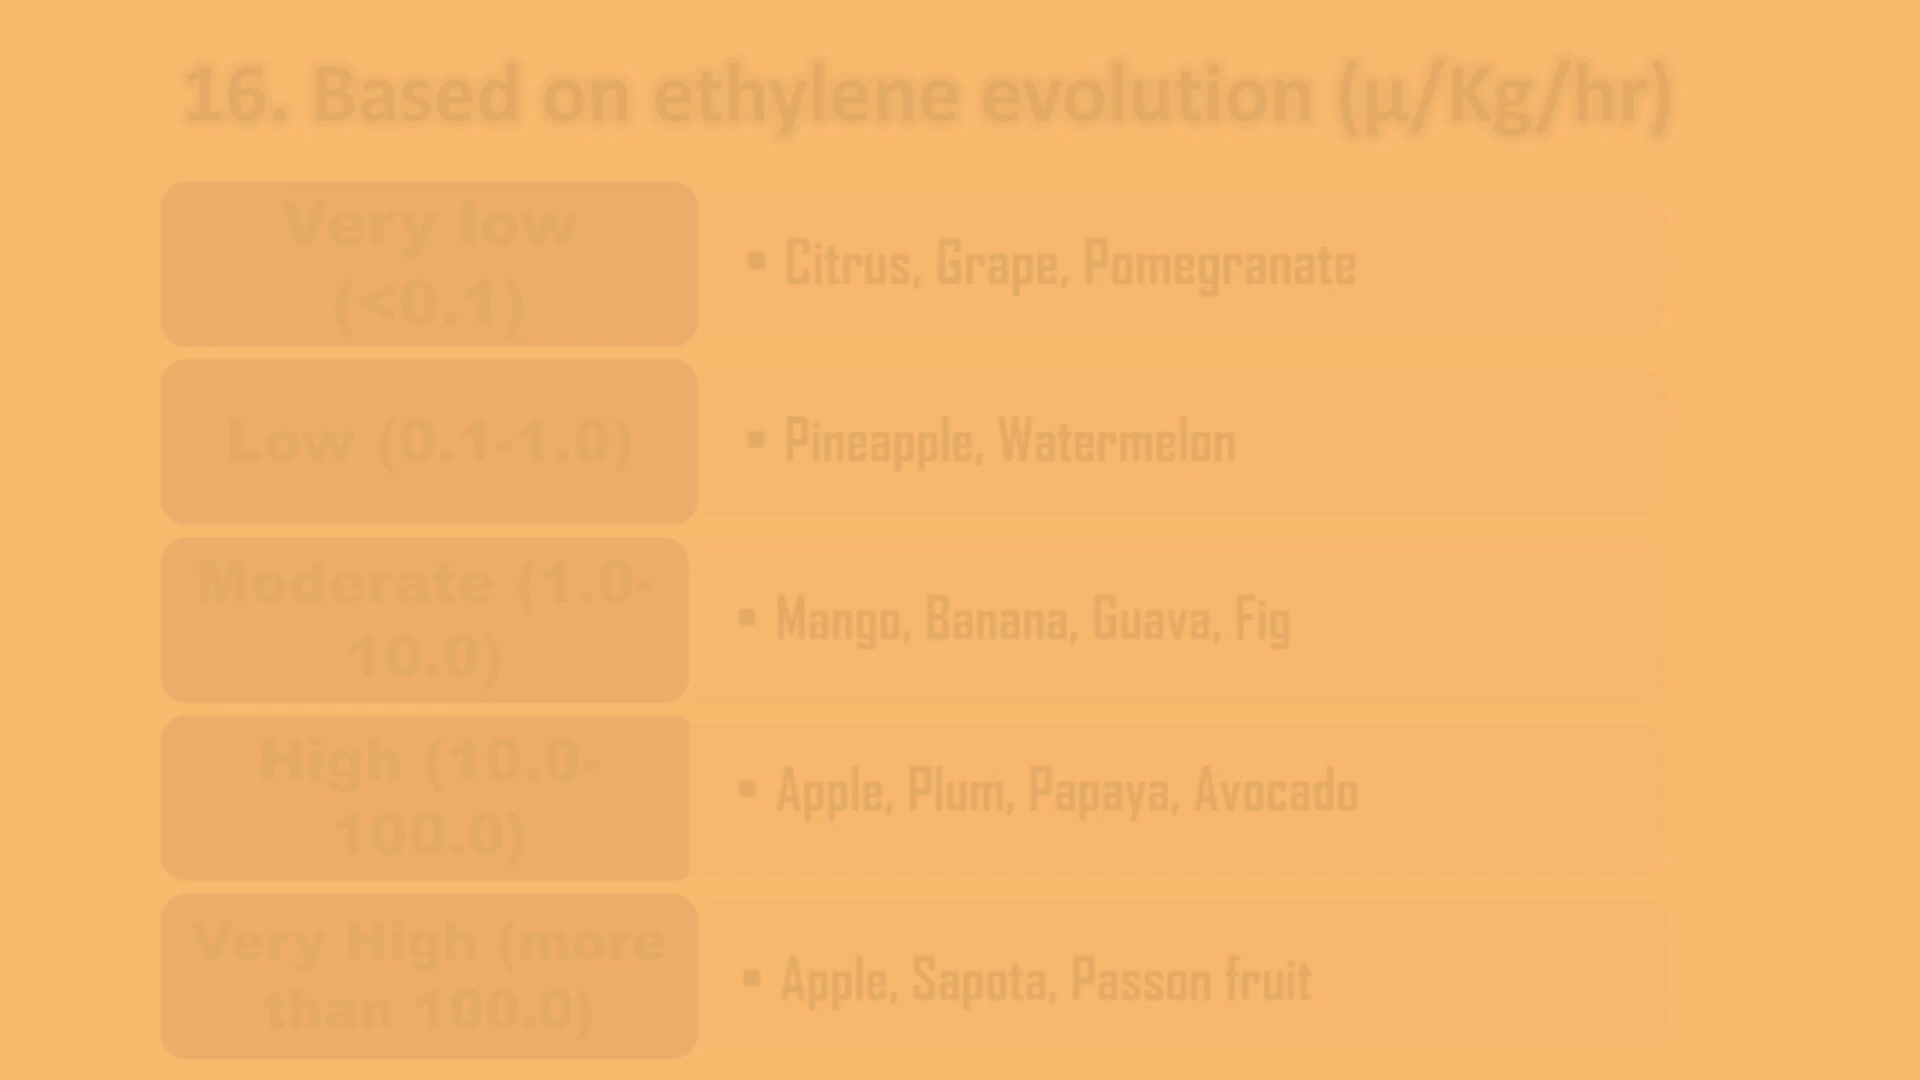 16. Based on ethylene evolution (µ/Kg/hr)
Very low
(<0.1)
▪ Citrus, Grape, Pomegranate
Low (0.1-1.0)
▪ Pineapple, Watermelon
Moderate (1.0-
10.0)
▪ Mango, Banana, Guava, Fig
High (10.0-
100.0)
▪ Apple, Plum, Papaya, Avocado
Very High (more
than 100.0)
▪ Apple, Sapota, Passon fruit